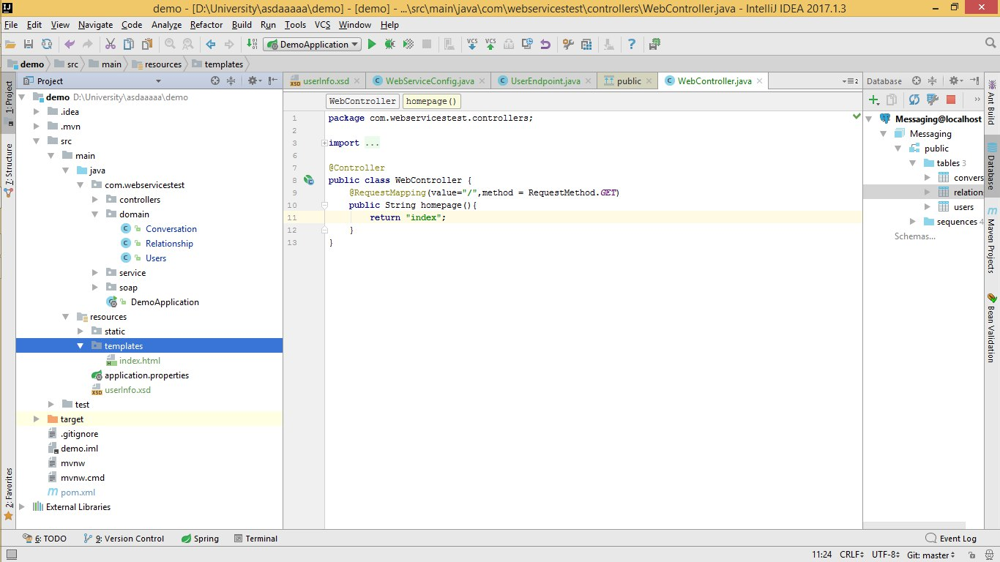 demo - [D:\University\asdaaaaa\demo] - [demo] - ...\src\main\java\com\webservicestest\controllers\WebController.java - IntelliJ IDEA 2017.1.3
File Edit View Navigate Code Analyze Refactor Build Run Tools VCS Window Help
DemoApplication VCS VCS
demo src main resources templates
Project
userInfo.xsd WebServiceConfig.java UserEndpoint.java public WebController.java
Database
1: Project
7: Structure
2: Favorites
demo D:\University\asdaaaaa\demo
.idea
.mvn
src
main
java
com.webservicestest
controllers
domain
Conversation
Relationship
Users
service
soap
DemoApplication
resources
static
templates
index.html
application.properties
userInfo.xsd
test
target
.gitignore
demo.iml
mvnw
mvnw.cmd
pom.xml
External Libraries
WebController homepage()
1 package com.webservicestest.controllers;
2
3 import ...
6
7 @Controller
8 public class WebController {
9 @RequestMapping(value="/",method = RequestMethod.GET)
10 public String homepage(){
11 return "index";
12 }
13 }
Messaging@localhost
Messaging
public
tables 3
convers
relation
users
sequences 4
Schemas...
Ant Build
Database
Maven Projects
Bean Validation
6: TODO 9: Version Control Spring Terminal Event Log
11:24 CRLF UTF-8 Git: master